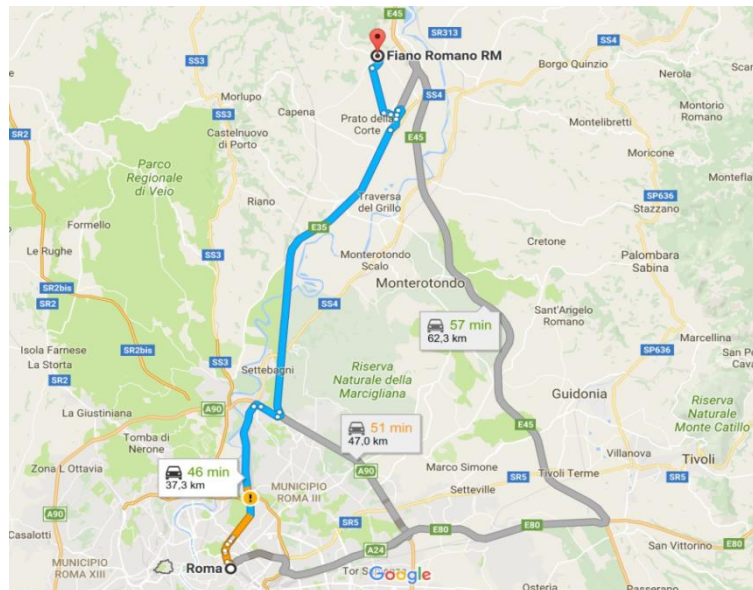 E45
SR313
Fiano Romano RM
SS4
SS3
Borgo Quinzio
Nerola
Morlupo
Capena
SS3
SS4
Prato della
Corte
Montorio
Romano
SR2
Castelnuovo
di Porto
E45
Montelibretti
Moricone
Parco
Regionale
di Veio
Riano
Traversa
del Grillo
SP636
Stazzano
Formello
SS3
E35
Cretone
Le Rughe
Monterotondo
Scalo
Palombara
Sabina
SR2bis
SR2
Monterotondo
SS4
Sant'Angelo
Romano
57 min
62,3 km
Marcellina
Isola Farnese
La Storta
SR2bis
SS3
SP636
SR2
Settebagni
Riserva
Naturale della
Marcigliana
Guidonia
Riserva
Naturale
Monte Catillo
La Giustiniana
A90
51 min
47,0 km
E45
Tomba di
Nerone
Villanova
Zona L Ottavia
46 min
37,3 km
A90
Marco Simone
Tivoli Terme
Tivoli
SR5
Setteville
SR5
MUNICIPIO
ROMA III
A90
SR5
Casalotti
E80
E80
San Vittorino
MUNICIPIO
ROMA XIII
A24
Roma
Google
Osteria
Passerano